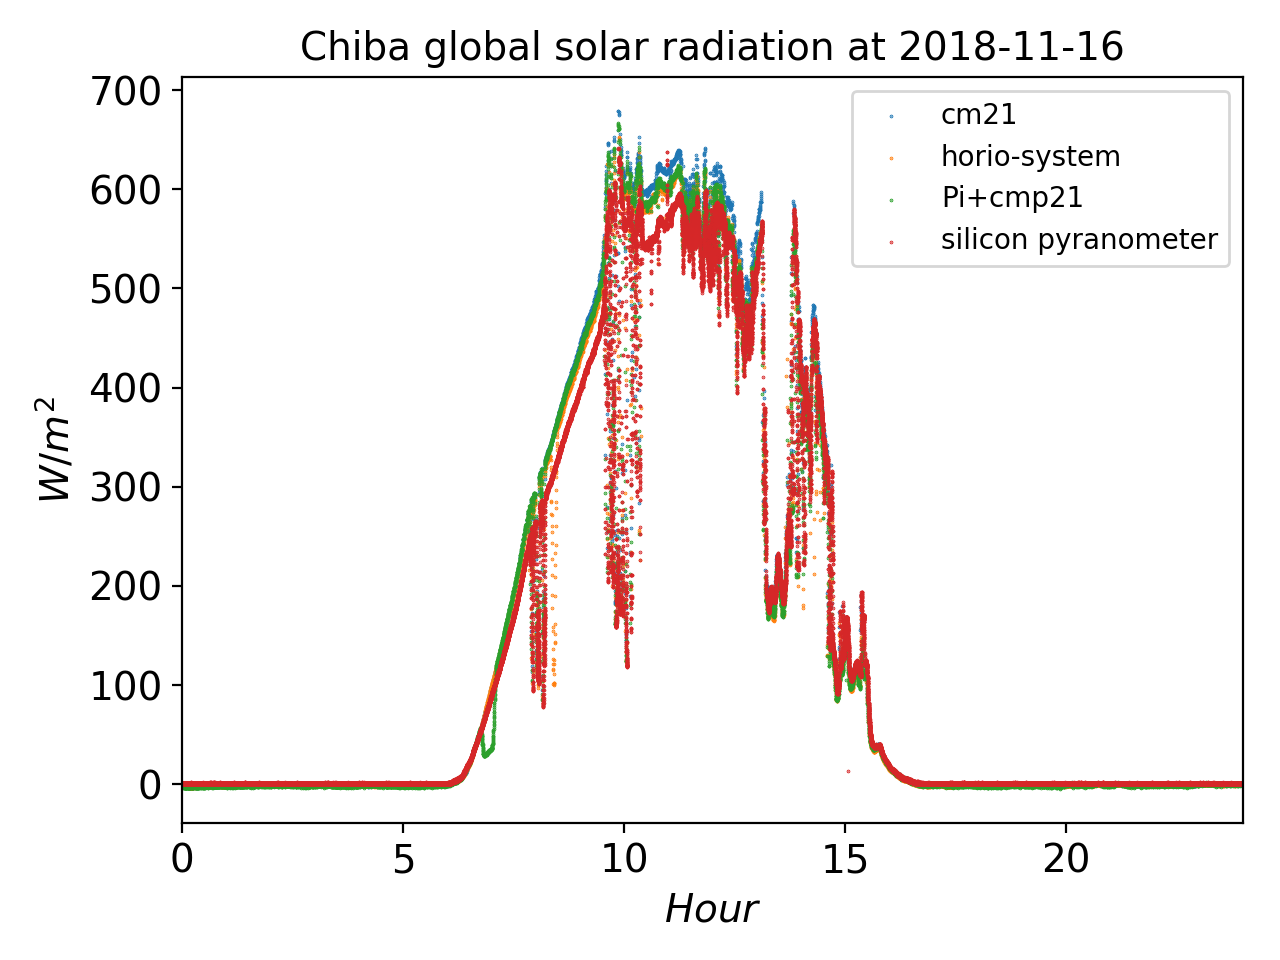 Chiba global solar radiation at 2018-11-16
700
600
500
400
300
200
100
0
W/m²
cm21
horio-system
Pi+cmp21
silicon pyranometer
0 5 10 15 20
Hour